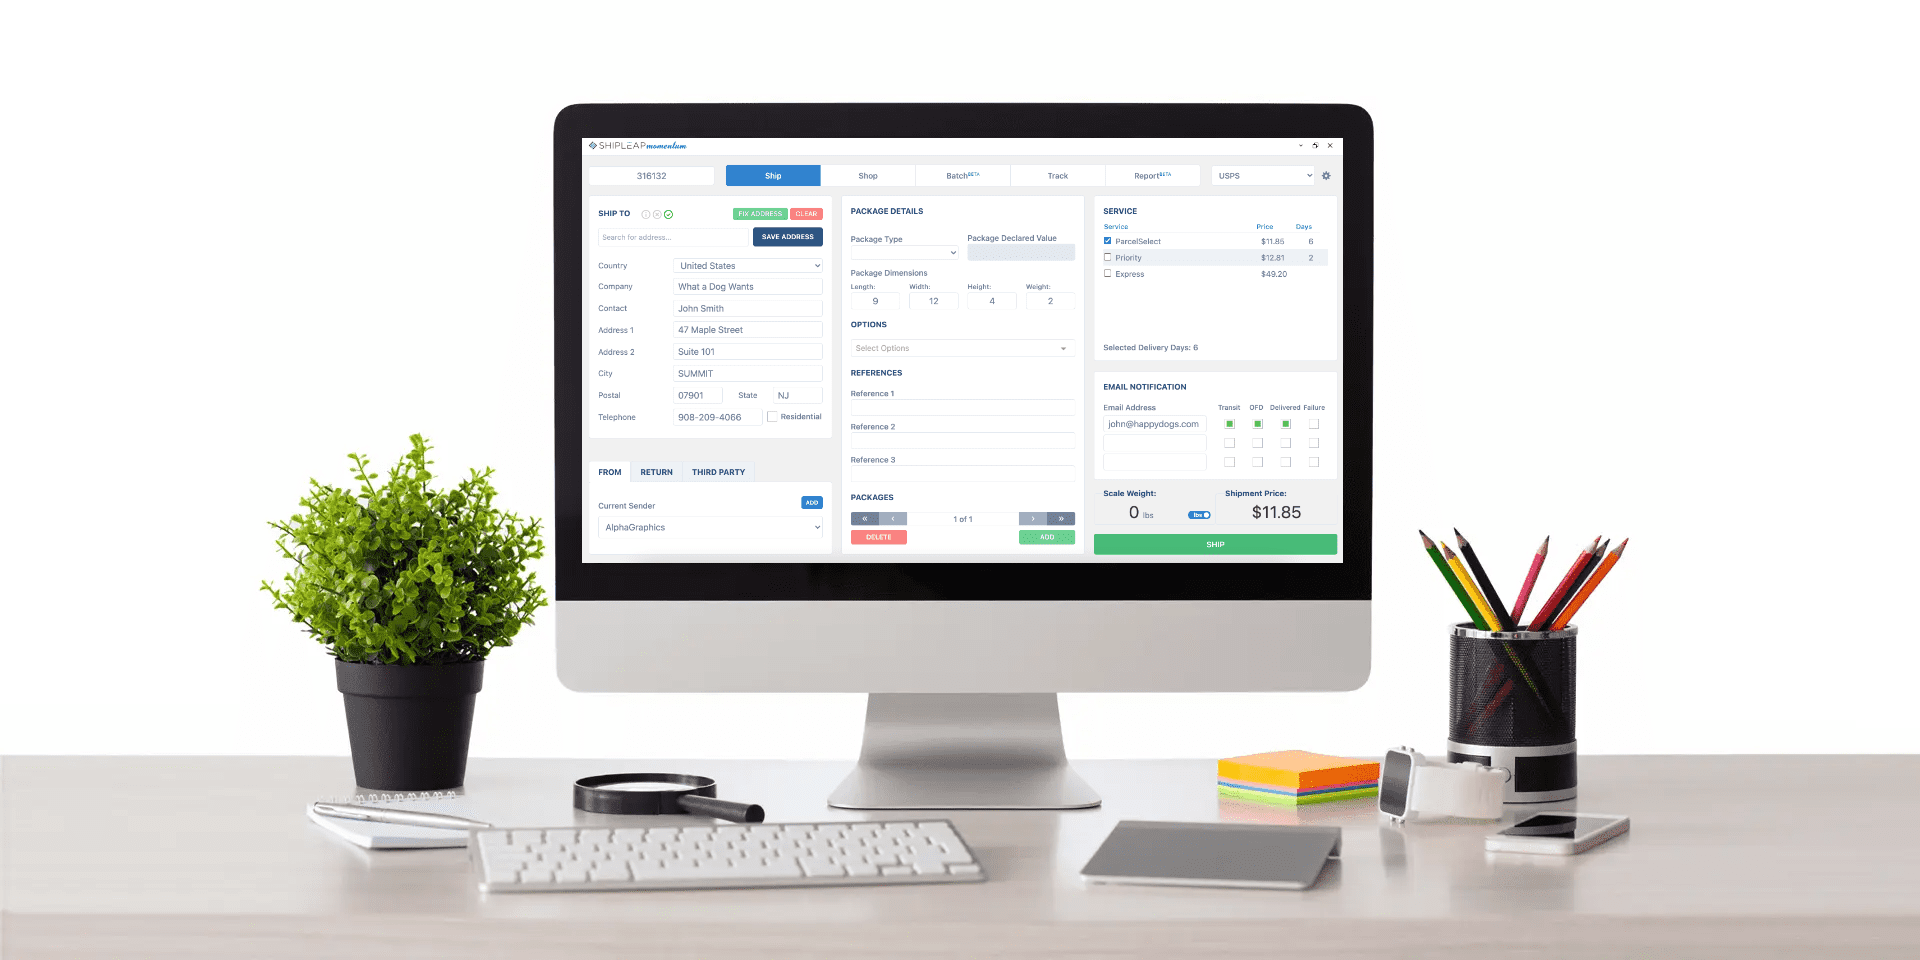 SHIPLEAP momentum
316132
Ship
Shop
Batch BETA
Track
Report BETA
USPS
SHIP TO
FIX ADDRESS
CLEAR
Search for address...
SAVE ADDRESS
Country United States
Company What a Dog Wants
Contact John Smith
Address 1 47 Maple Street
Address 2 Suite 101
City SUMMIT
Postal 07901 State NJ
Telephone 908-209-4066 Residential
FROM RETURN THIRD PARTY
Current Sender ADD
AlphaGraphics
PACKAGE DETAILS
Package Type Package Declared Value
Package Dimensions
Length: Width: Height: Weight:
9 12 4 2
OPTIONS
Select Options
REFERENCES
Reference 1
Reference 2
Reference 3
PACKAGES
« ‹ 1 of 1 › »
DELETE ADD
SERVICE
Service Price Days
ParcelSelect $11.85 6
Priority $12.81 2
Express $49.20
Selected Delivery Days: 6
EMAIL NOTIFICATION
Email Address Transit OFD Delivered Failure
john@happydogs.com
Scale Weight: Shipment Price:
0 lbs lbs $11.85
SHIP